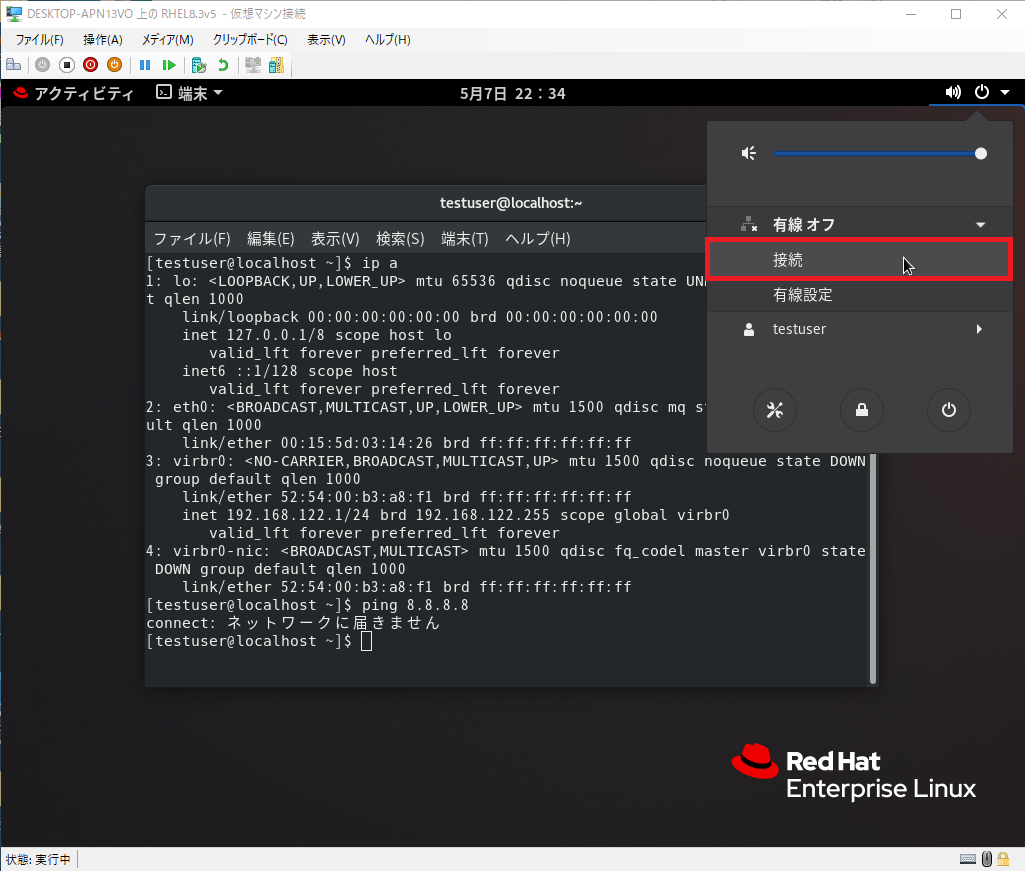 DESKTOP-APN13VO 上の RHEL8.3v5 - 仮想マシン接続
ファイル(F) 操作(A) メディア(M) クリップボード(C) 表示(V) ヘルプ(H)
アクティビティ 端末 5月7日 22:34
testuser@localhost:~
ファイル(F) 編集(E) 表示(V) 検索(S) 端末(T) ヘルプ(H)
[testuser@localhost ~]$ ip a
1: lo: <LOOPBACK,UP,LOWER_UP> mtu 65536 qdisc noqueue state
t qlen 1000
link/loopback 00:00:00:00:00:00 brd 00:00:00:00:00:00
inet 127.0.0.1/8 scope host lo
valid_lft forever preferred_lft forever
inet6 ::1/128 scope host
valid_lft forever preferred_lft forever
2: eth0: <BROADCAST,MULTICAST,UP,LOWER_UP> mtu 1500 qdisc mq
ult qlen 1000
link/ether 00:15:5d:03:14:26 brd ff:ff:ff:ff:ff:ff
3: virbr0: <NO-CARRIER,BROADCAST,MULTICAST,UP> mtu 1500 qdisc noqueue state DOWN
group default qlen 1000
link/ether 52:54:00:b3:a8:f1 brd ff:ff:ff:ff:ff:ff
inet 192.168.122.1/24 brd 192.168.122.255 scope global virbr0
valid_lft forever preferred_lft forever
4: virbr0-nic: <BROADCAST,MULTICAST> mtu 1500 qdisc fq_codel master virbr0 state
DOWN group default qlen 1000
link/ether 52:54:00:b3:a8:f1 brd ff:ff:ff:ff:ff:ff
[testuser@localhost ~]$ ping 8.8.8.8
connect: ネットワークに届きません
[testuser@localhost ~]$
有線 オフ
接続
有線設定
testuser
Red Hat
Enterprise Linux
状態: 実行中